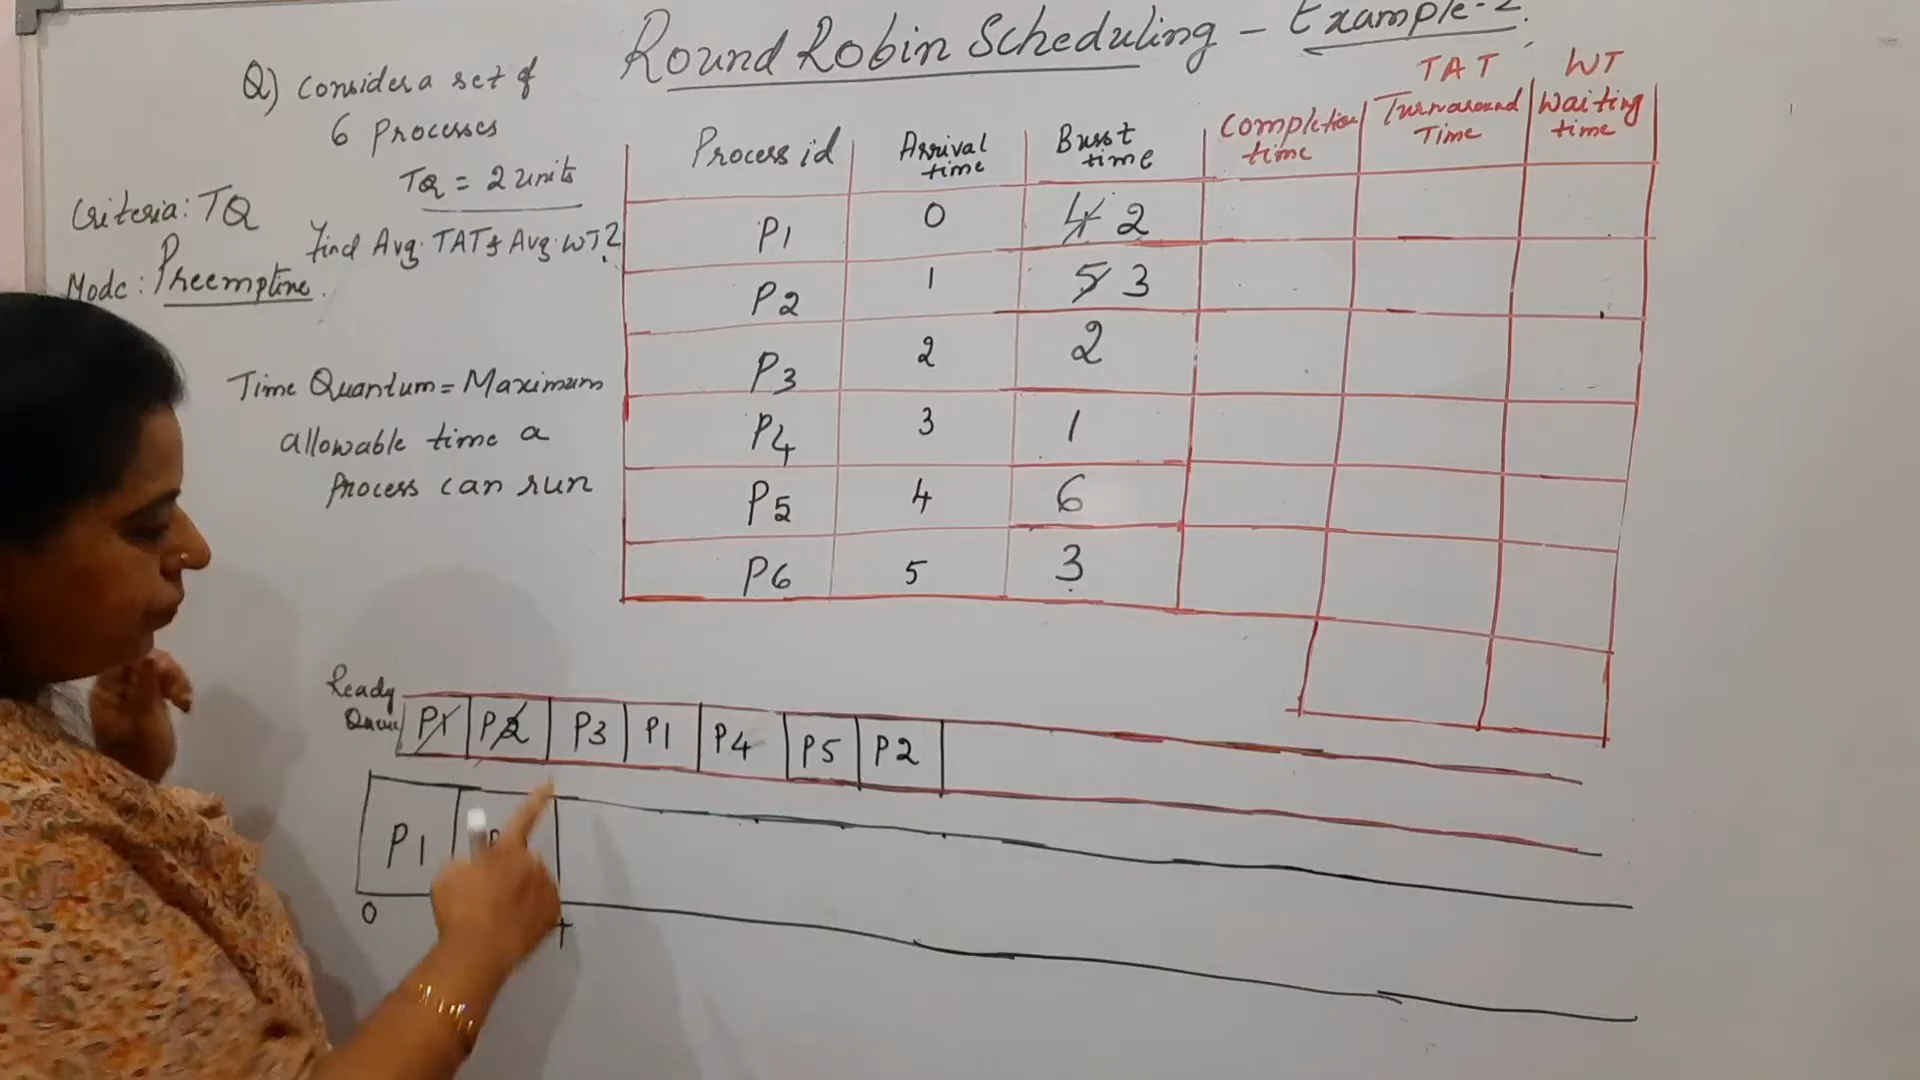 Round Robin Scheduling - Example-2.
Q) Consider a set of
6 Processes
TQ = 2 units
Find Avg. TAT & Avg. WT?
Criteria: TQ
Mode: Preemptive.
Time Quantum = Maximum
allowable time a
Process can run
TAT WT
Process id Arrival time Burst time Completion time Turnaround Time Waiting time
P1 0 4 2
P2 1 5 3
P3 2 2
P4 3 1
P5 4 6
P6 5 3
Ready Queue P1 P2 P3 P1 P4 P5 P2
P1
0